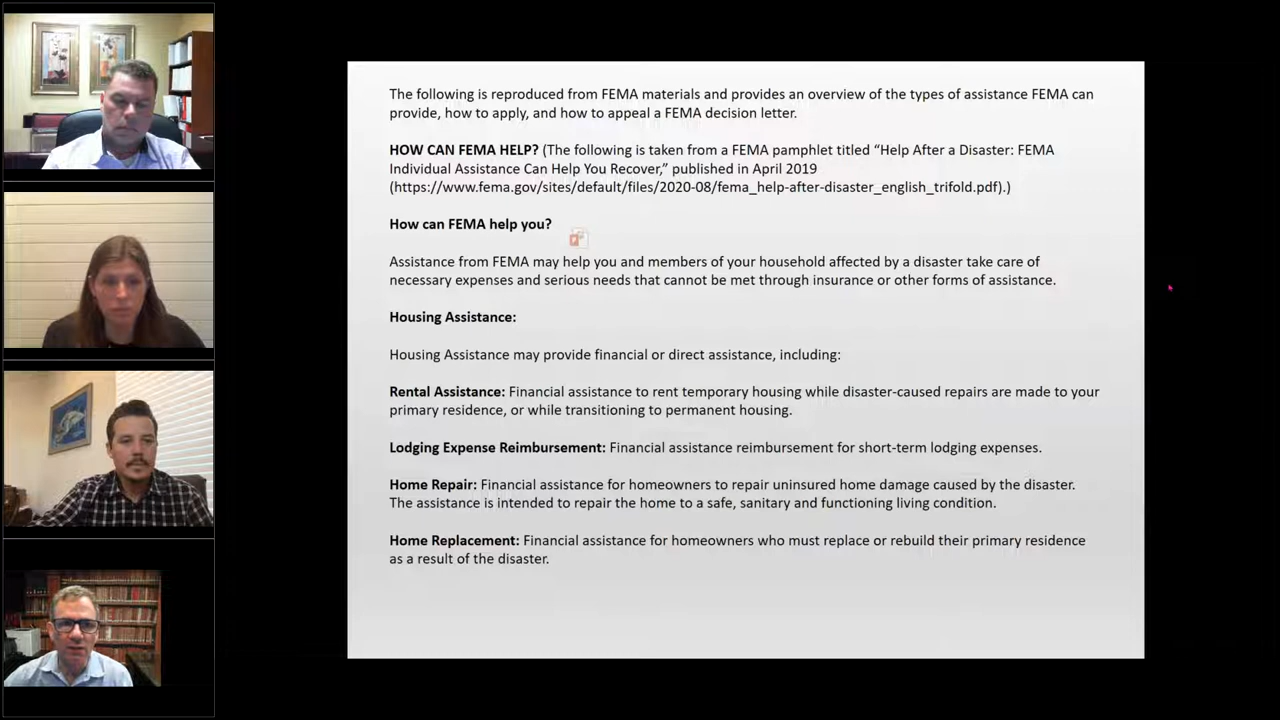 The following is reproduced from FEMA materials and provides an overview of the types of assistance FEMA can
provide, how to apply, and how to appeal a FEMA decision letter.
HOW CAN FEMA HELP? (The following is taken from a FEMA pamphlet titled “Help After a Disaster: FEMA
Individual Assistance Can Help You Recover,” published in April 2019
(https://www.fema.gov/sites/default/files/2020-08/fema_help-after-disaster_english_trifold.pdf).)
How can FEMA help you?
Assistance from FEMA may help you and members of your household affected by a disaster take care of
necessary expenses and serious needs that cannot be met through insurance or other forms of assistance.
Housing Assistance:
Housing Assistance may provide financial or direct assistance, including:
Rental Assistance: Financial assistance to rent temporary housing while disaster-caused repairs are made to your
primary residence, or while transitioning to permanent housing.
Lodging Expense Reimbursement: Financial assistance reimbursement for short-term lodging expenses.
Home Repair: Financial assistance for homeowners to repair uninsured home damage caused by the disaster.
The assistance is intended to repair the home to a safe, sanitary and functioning living condition.
Home Replacement: Financial assistance for homeowners who must replace or rebuild their primary residence
as a result of the disaster.